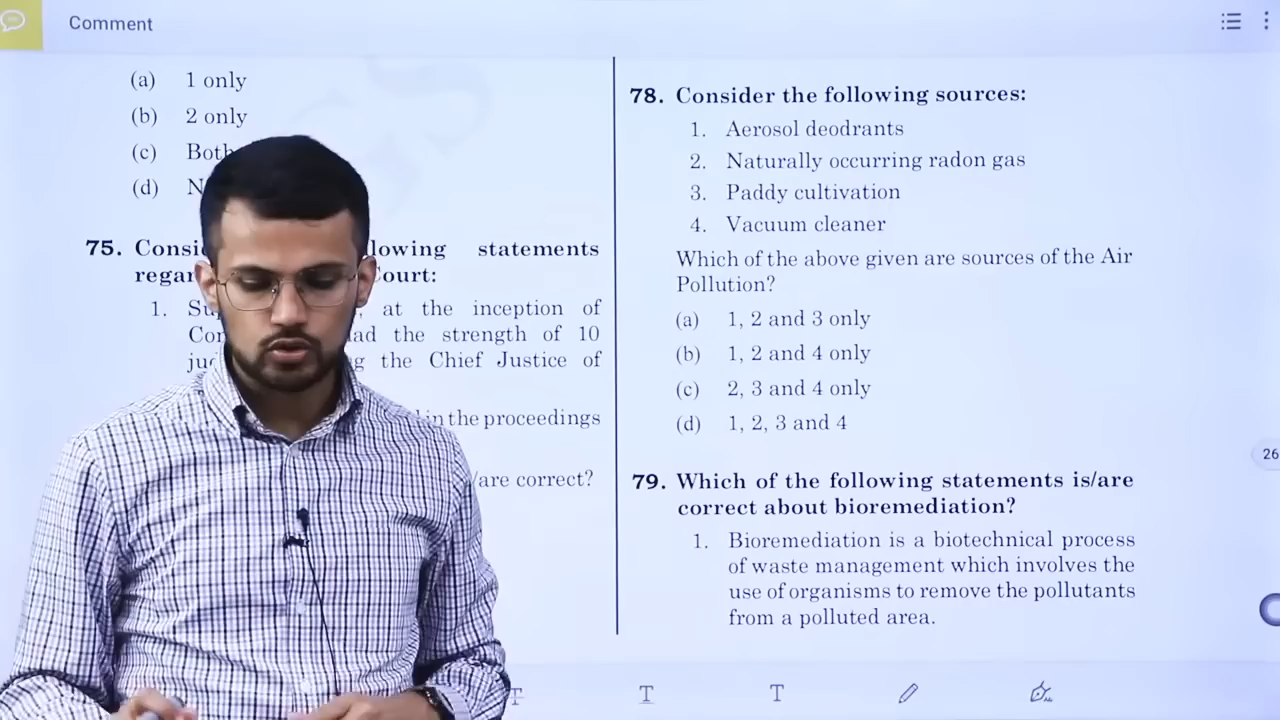 Comment
(a) 1 only
(b) 2 only
(c) Both
(d) N
75. Consi lowing statements
regar Court:
1. Su at the inception of
Con ad the strength of 10
jud g the Chief Justice of
in the proceedings
/are correct?
78. Consider the following sources:
1. Aerosol deodrants
2. Naturally occurring radon gas
3. Paddy cultivation
4. Vacuum cleaner
Which of the above given are sources of the Air
Pollution?
(a) 1, 2 and 3 only
(b) 1, 2 and 4 only
(c) 2, 3 and 4 only
(d) 1, 2, 3 and 4
79. Which of the following statements is/are
correct about bioremediation?
1. Bioremediation is a biotechnical process
of waste management which involves the
use of organisms to remove the pollutants
from a polluted area.
26
T T T